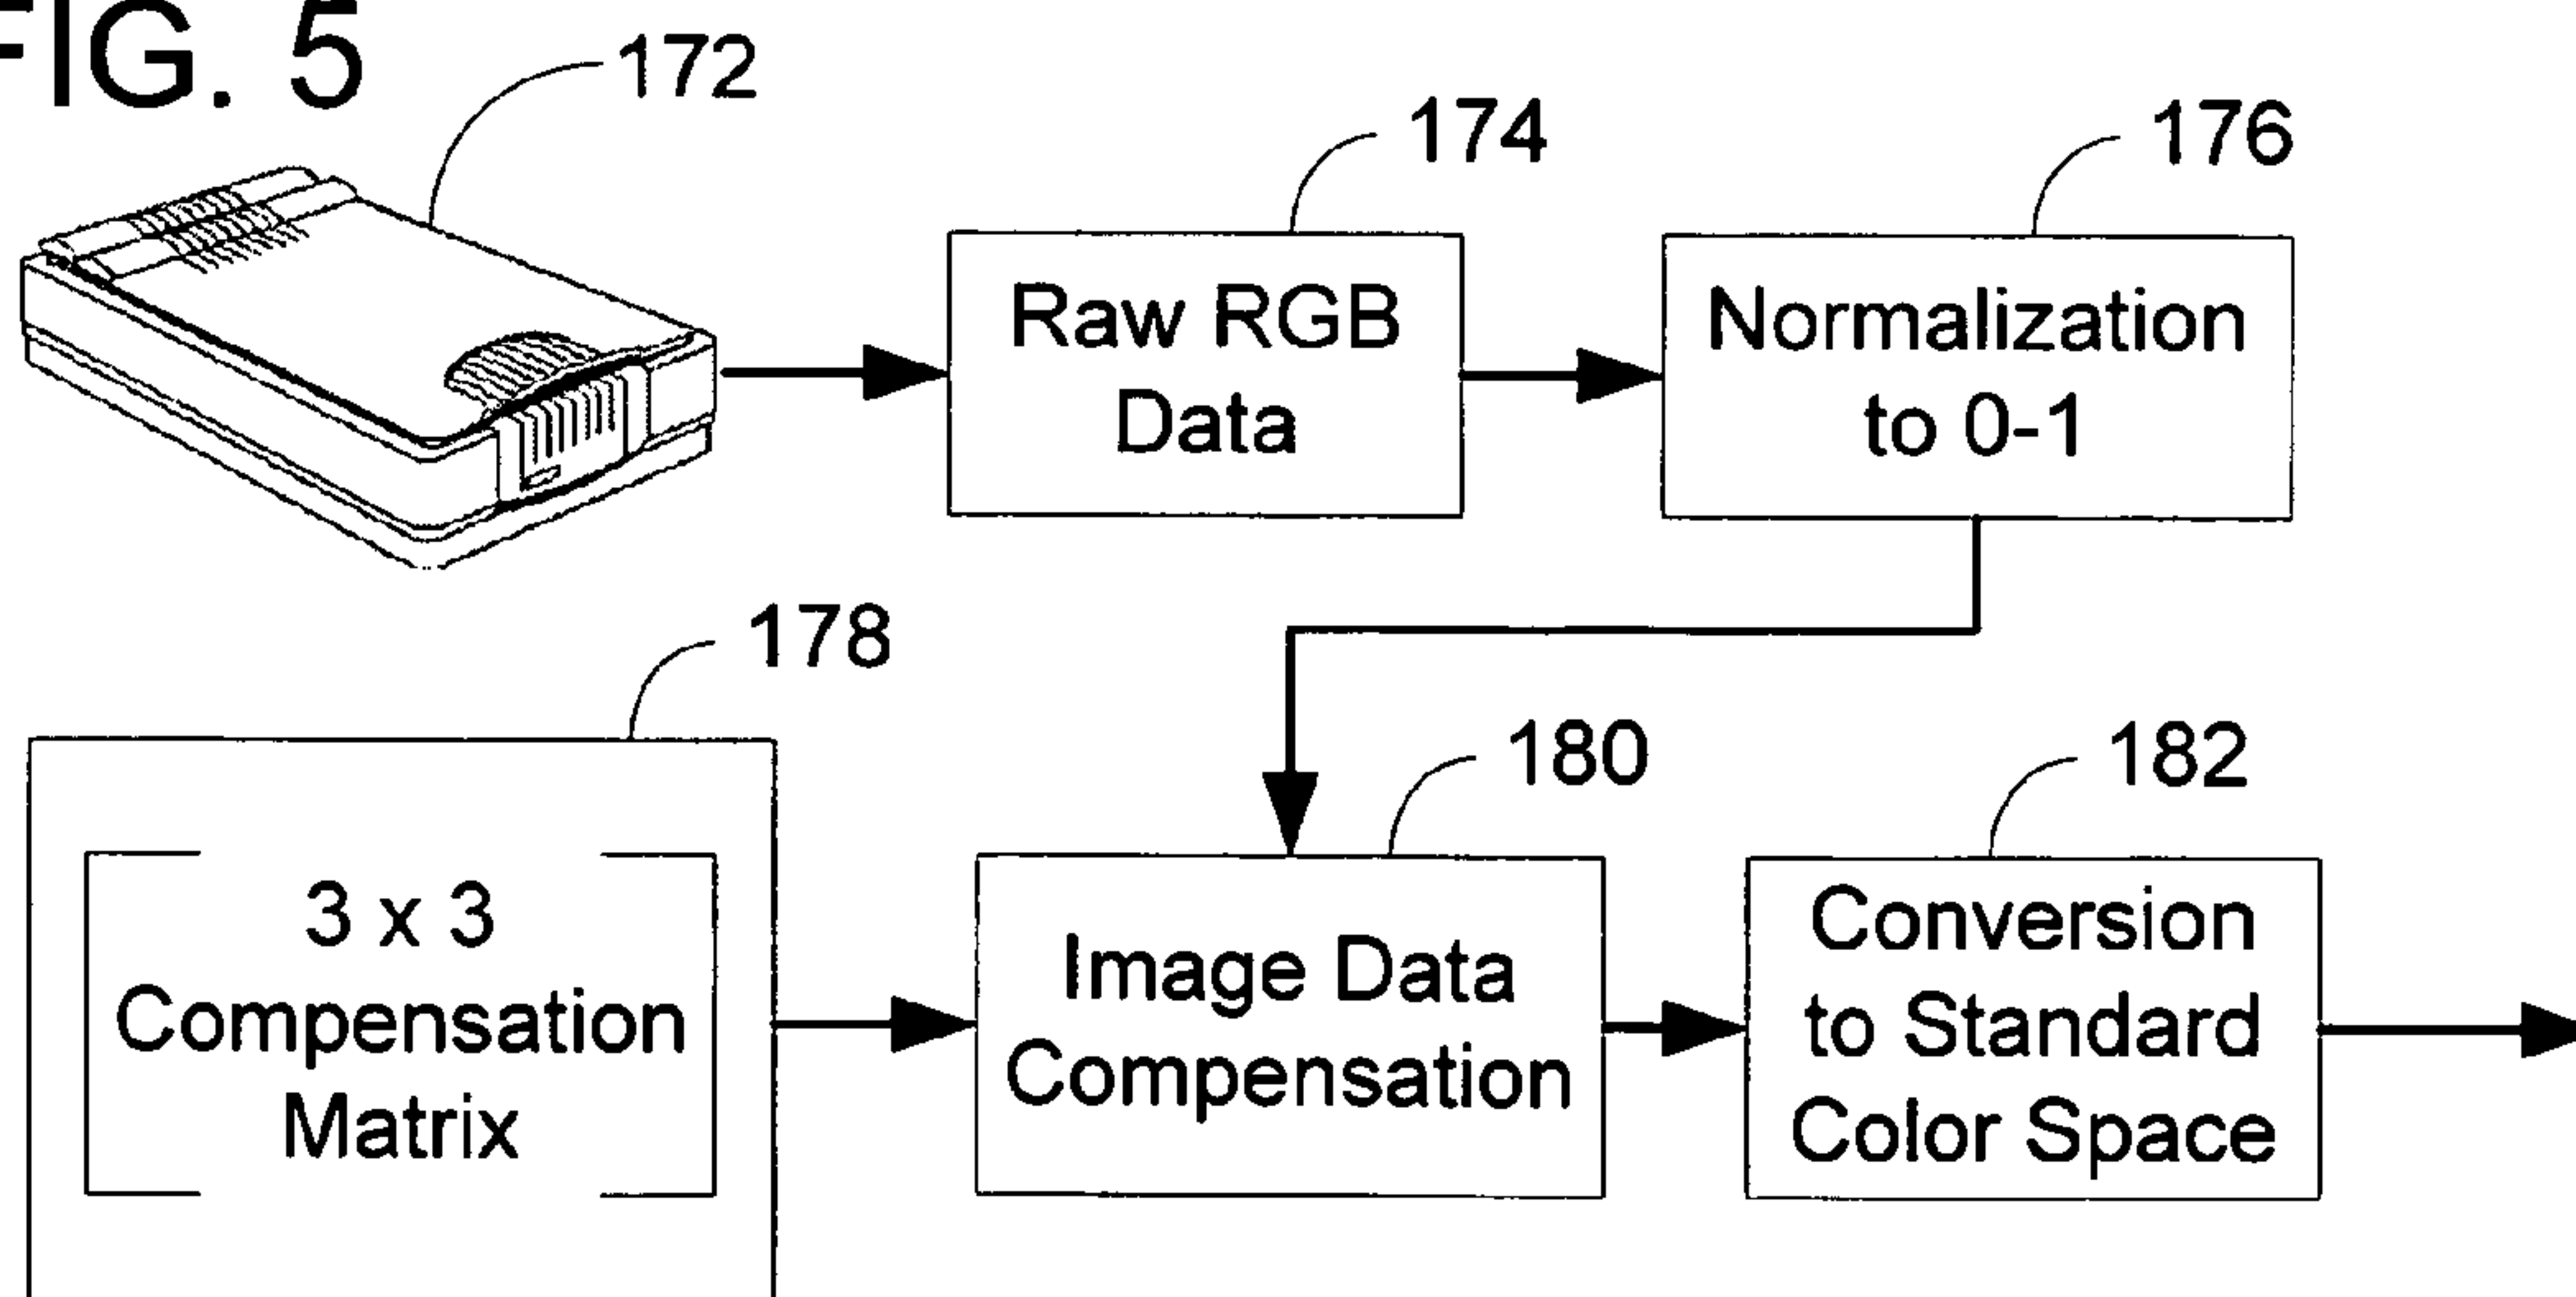 FIG. 5
172
174
176
Raw RGB
Data
Normalization
to 0-1
178
180
182
3 x 3
Compensation
Matrix
Image Data
Compensation
Conversion
to Standard
Color Space